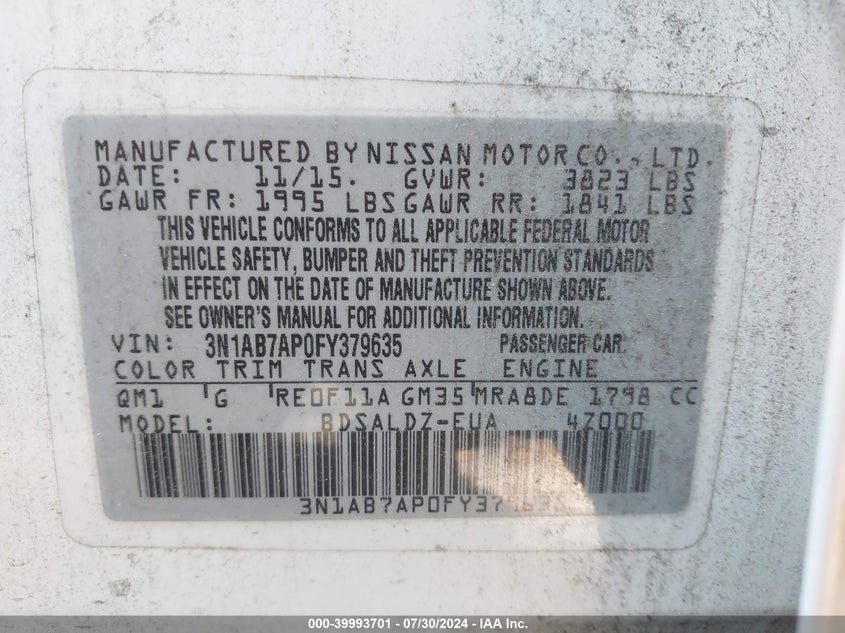 MANUFACTURED BY NISSAN MOTOR CO., LTD.
DATE: 11/15. GVWR: 3823 LBS
GAWR FR: 1995 LBS GAWR RR: 1841 LBS
THIS VEHICLE CONFORMS TO ALL APPLICABLE FEDERAL MOTOR
VEHICLE SAFETY, BUMPER AND THEFT PREVENTION STANDARDS
IN EFFECT ON THE DATE OF MANUFACTURE SHOWN ABOVE.
SEE OWNER'S MANUAL FOR ADDITIONAL INFORMATION.
VIN: 3N1AB7AP0FY379635 PASSENGER CAR
COLOR TRIM TRANS AXLE ENGINE
QM1 G RE0F11A GM35 MRA8DE 1798 CC
MODEL: BDSALDZ-EUA 4Z000
3N1AB7AP0FY379635
000-39993701 - 07/30/2024 - IAA Inc.